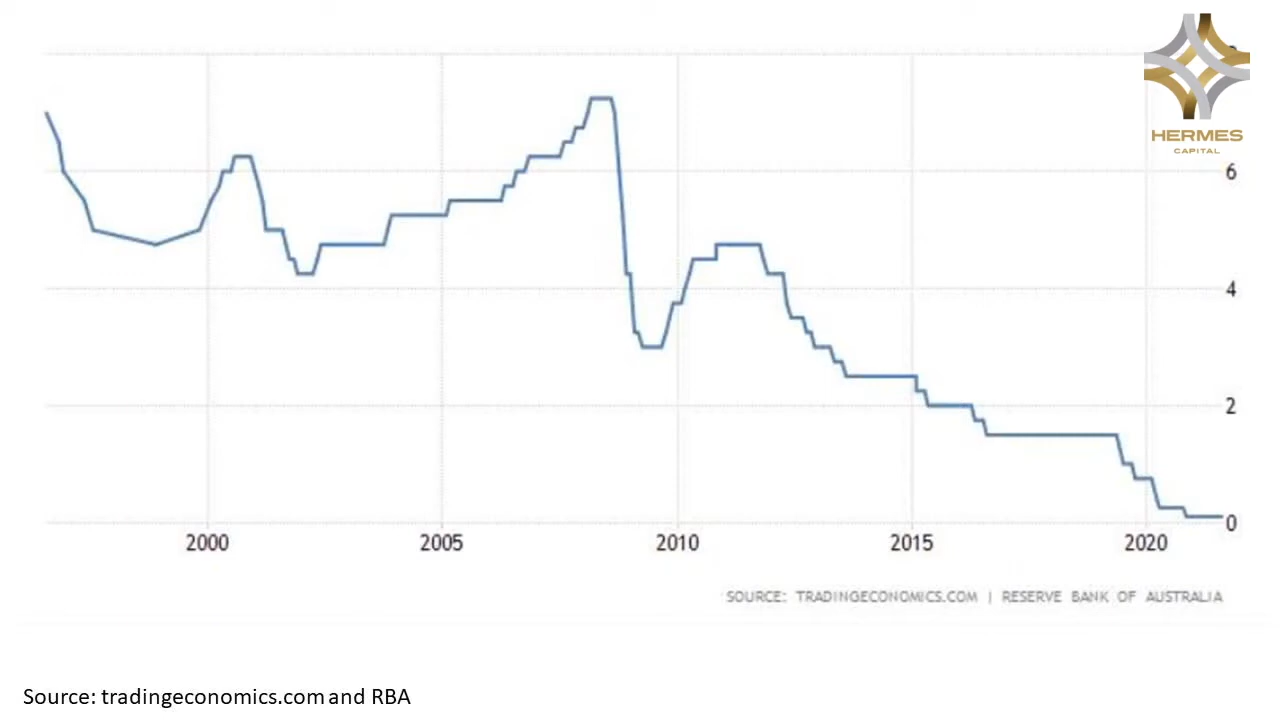 HERMES
CAPITAL
6
4
2
0
2000 2005 2010 2015 2020
SOURCE: TRADINGECONOMICS.COM | RESERVE BANK OF AUSTRALIA
Source: tradingeconomics.com and RBA